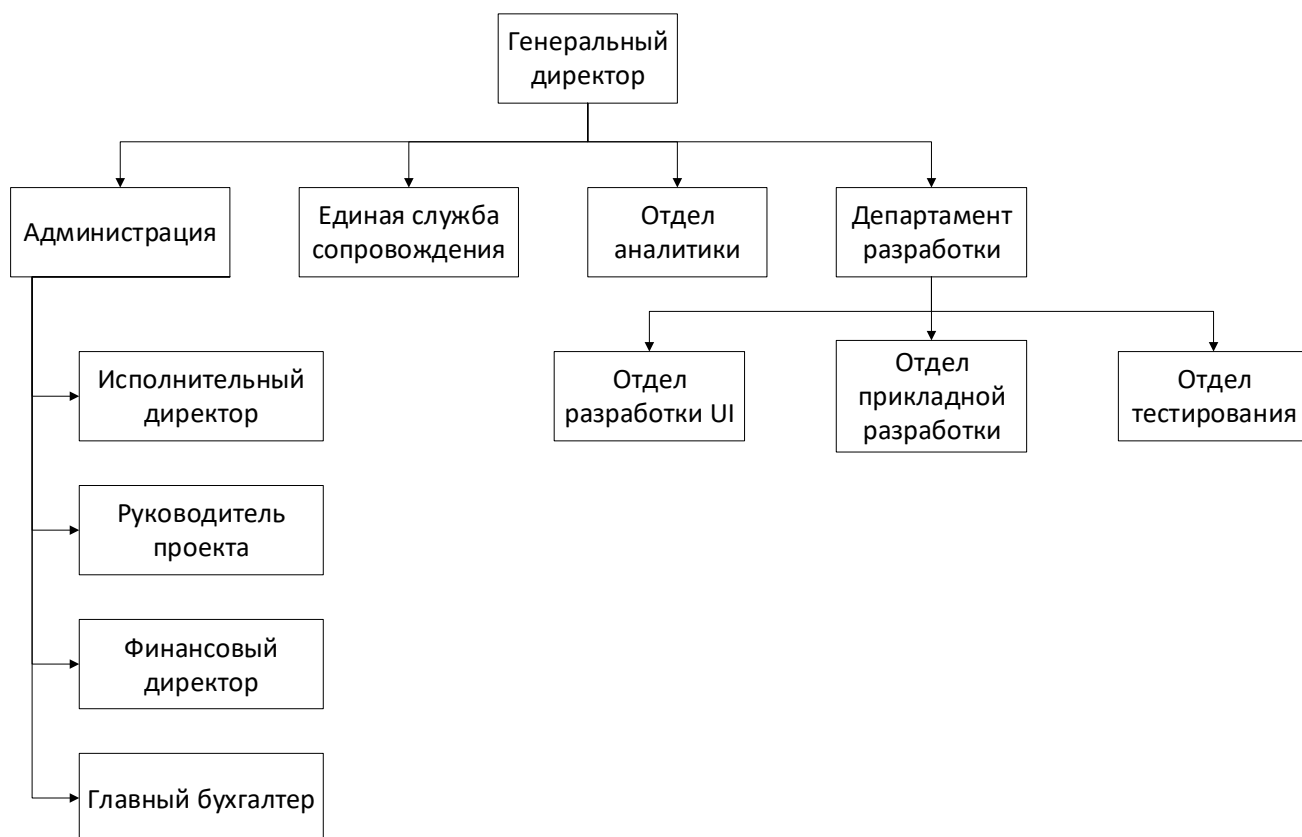 Генеральный
директор
Администрация
Единая служба
сопровождения
Отдел
аналитики
Департамент
разработки
Исполнительный
директор
Руководитель
проекта
Финансовый
директор
Главный бухгалтер
Отдел
разработки UI
Отдел
прикладной
разработки
Отдел
тестирования